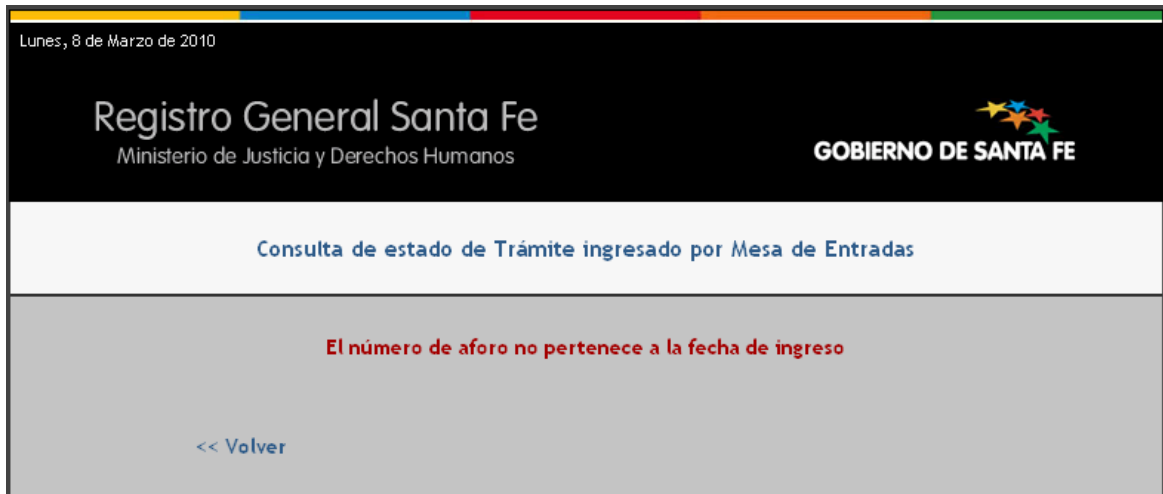 Lunes, 8 de Marzo de 2010
Registro General Santa Fe
Ministerio de Justicia y Derechos Humanos
GOBIERNO DE SANTA FE
Consulta de estado de Trámite ingresado por Mesa de Entradas
El número de aforo no pertenece a la fecha de ingreso
<< Volver